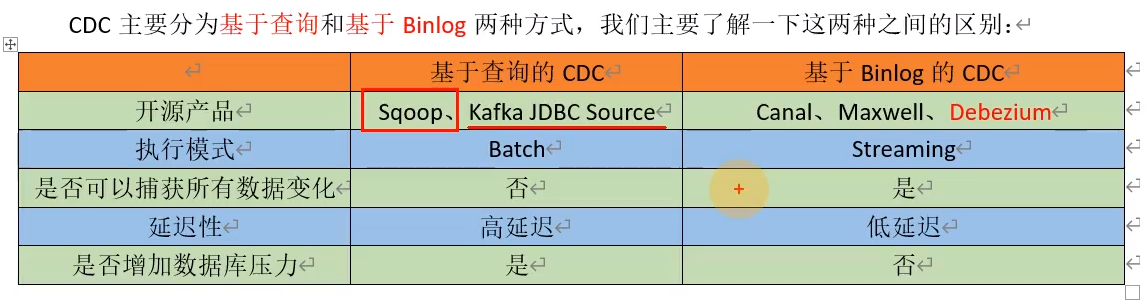 CDC 主要分为基于查询和基于 Binlog 两种方式，我们主要了解一下这两种之间的区别：
基于查询的 CDC 基于 Binlog 的 CDC
开源产品 Sqoop、Kafka JDBC Source Canal、Maxwell、Debezium
执行模式 Batch Streaming
是否可以捕获所有数据变化 否 是
延迟性 高延迟 低延迟
是否增加数据库压力 是 否